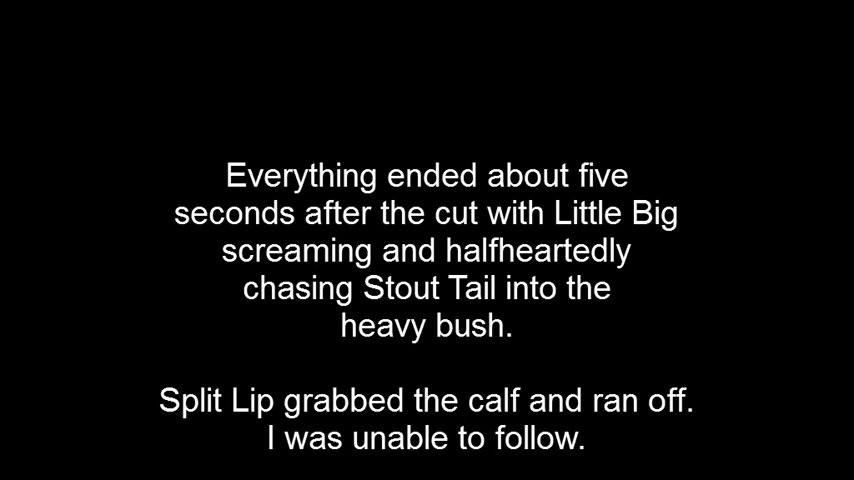 Everything ended about five
seconds after the cut with Little Big
screaming and halfheartedly
chasing Stout Tail into the
heavy bush.
Split Lip grabbed the calf and ran off.
I was unable to follow.